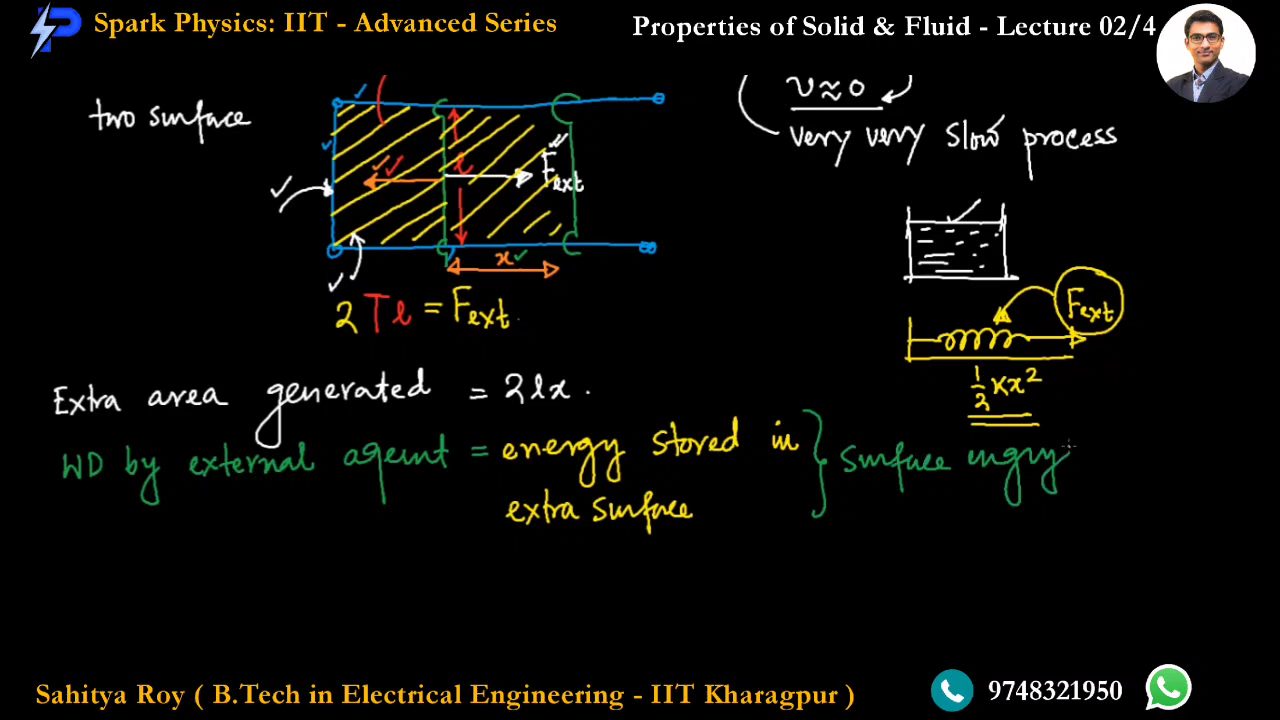 Spark Physics: IIT - Advanced Series
Properties of Solid & Fluid - Lecture 02/4
two surface
v ≈ 0
very very slow process
l
Fext
x
2Tl = Fext
Fext
1/2 kx²
Extra area generated = 2lx.
WD by external agent = energy stored in
extra surface
surface engry
Sahitya Roy ( B.Tech in Electrical Engineering - IIT Kharagpur )
9748321950